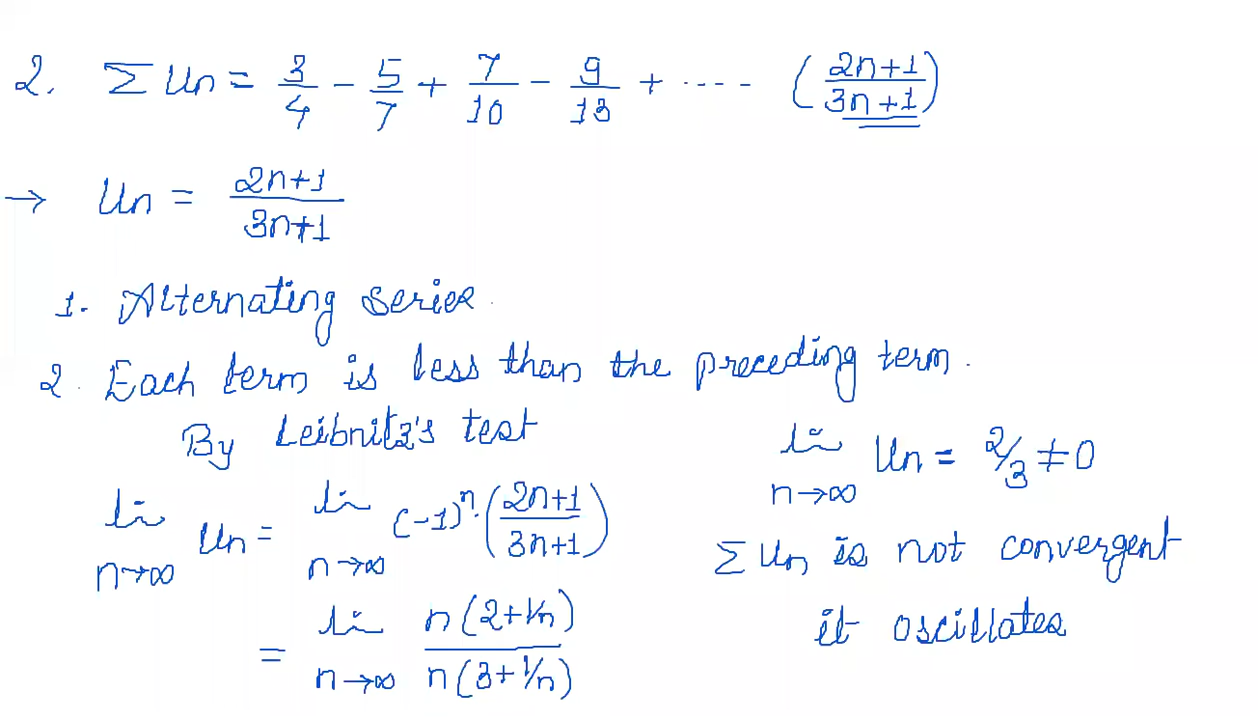 2. Σ Un = 3/4 - 5/7 + 7/10 - 9/13 + ---- (2n+1/3n+1)
→ Un = 2n+1/3n+1
1. Alternating series.
2. Each term is less than the preceding term.
By Leibnitz's test
lim n→∞ Un = lim n→∞ (-1)^n. (2n+1/3n+1)
= lim n→∞ n(2+1/n)/n(3+1/n)
lim n→∞ Un = 2/3 ≠ 0
Σ Un is not convergent
it oscillates